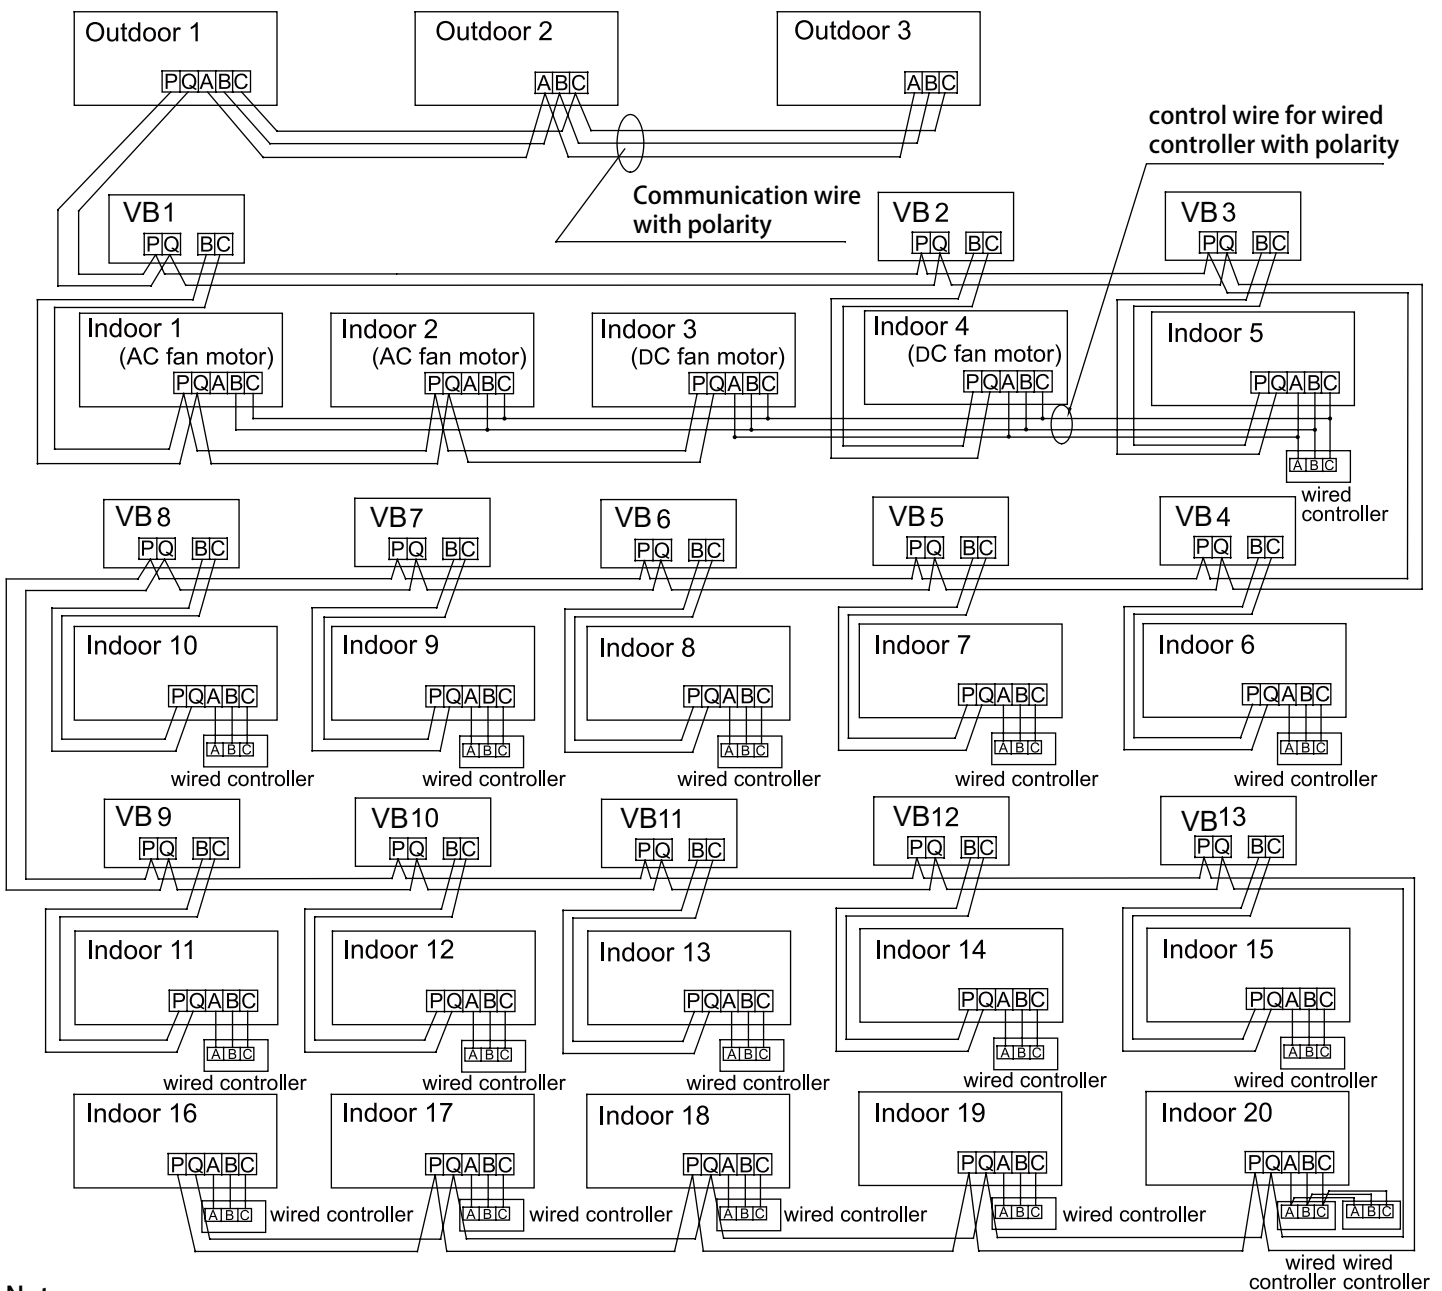 Outdoor 1
PQABC
Outdoor 2
ABC
Outdoor 3
ABC
control wire for wired
controller with polarity
Communication wire
with polarity
VB1
PQ BC
VB2
PQ BC
VB3
PQ BC
Indoor 1
(AC fan motor)
PQABC
Indoor 2
(AC fan motor)
PQABC
Indoor 3
(DC fan motor)
PQABC
Indoor 4
(DC fan motor)
PQABC
Indoor 5
PQABC
ABC
wired
controller
VB8
PQ BC
VB7
PQ BC
VB6
PQ BC
VB5
PQ BC
VB4
PQ BC
Indoor 10
PQABC
ABC
wired controller
Indoor 9
PQABC
ABC
wired controller
Indoor 8
PQABC
ABC
wired controller
Indoor 7
PQABC
ABC
wired controller
Indoor 6
PQABC
ABC
wired controller
VB9
PQ BC
VB10
PQ BC
VB11
PQ BC
VB12
PQ BC
VB13
PQ BC
Indoor 11
PQABC
ABC
wired controller
Indoor 12
PQABC
ABC
wired controller
Indoor 13
PQABC
ABC
wired controller
Indoor 14
PQABC
ABC
wired controller
Indoor 15
PQABC
ABC
wired controller
Indoor 16
PQABC
ABC
wired controller
Indoor 17
PQABC
ABC
wired controller
Indoor 18
PQABC
ABC
wired controller
Indoor 19
PQABC
ABC
wired controller
Indoor 20
PQABC
ABC ABC
wired wired
controller controller